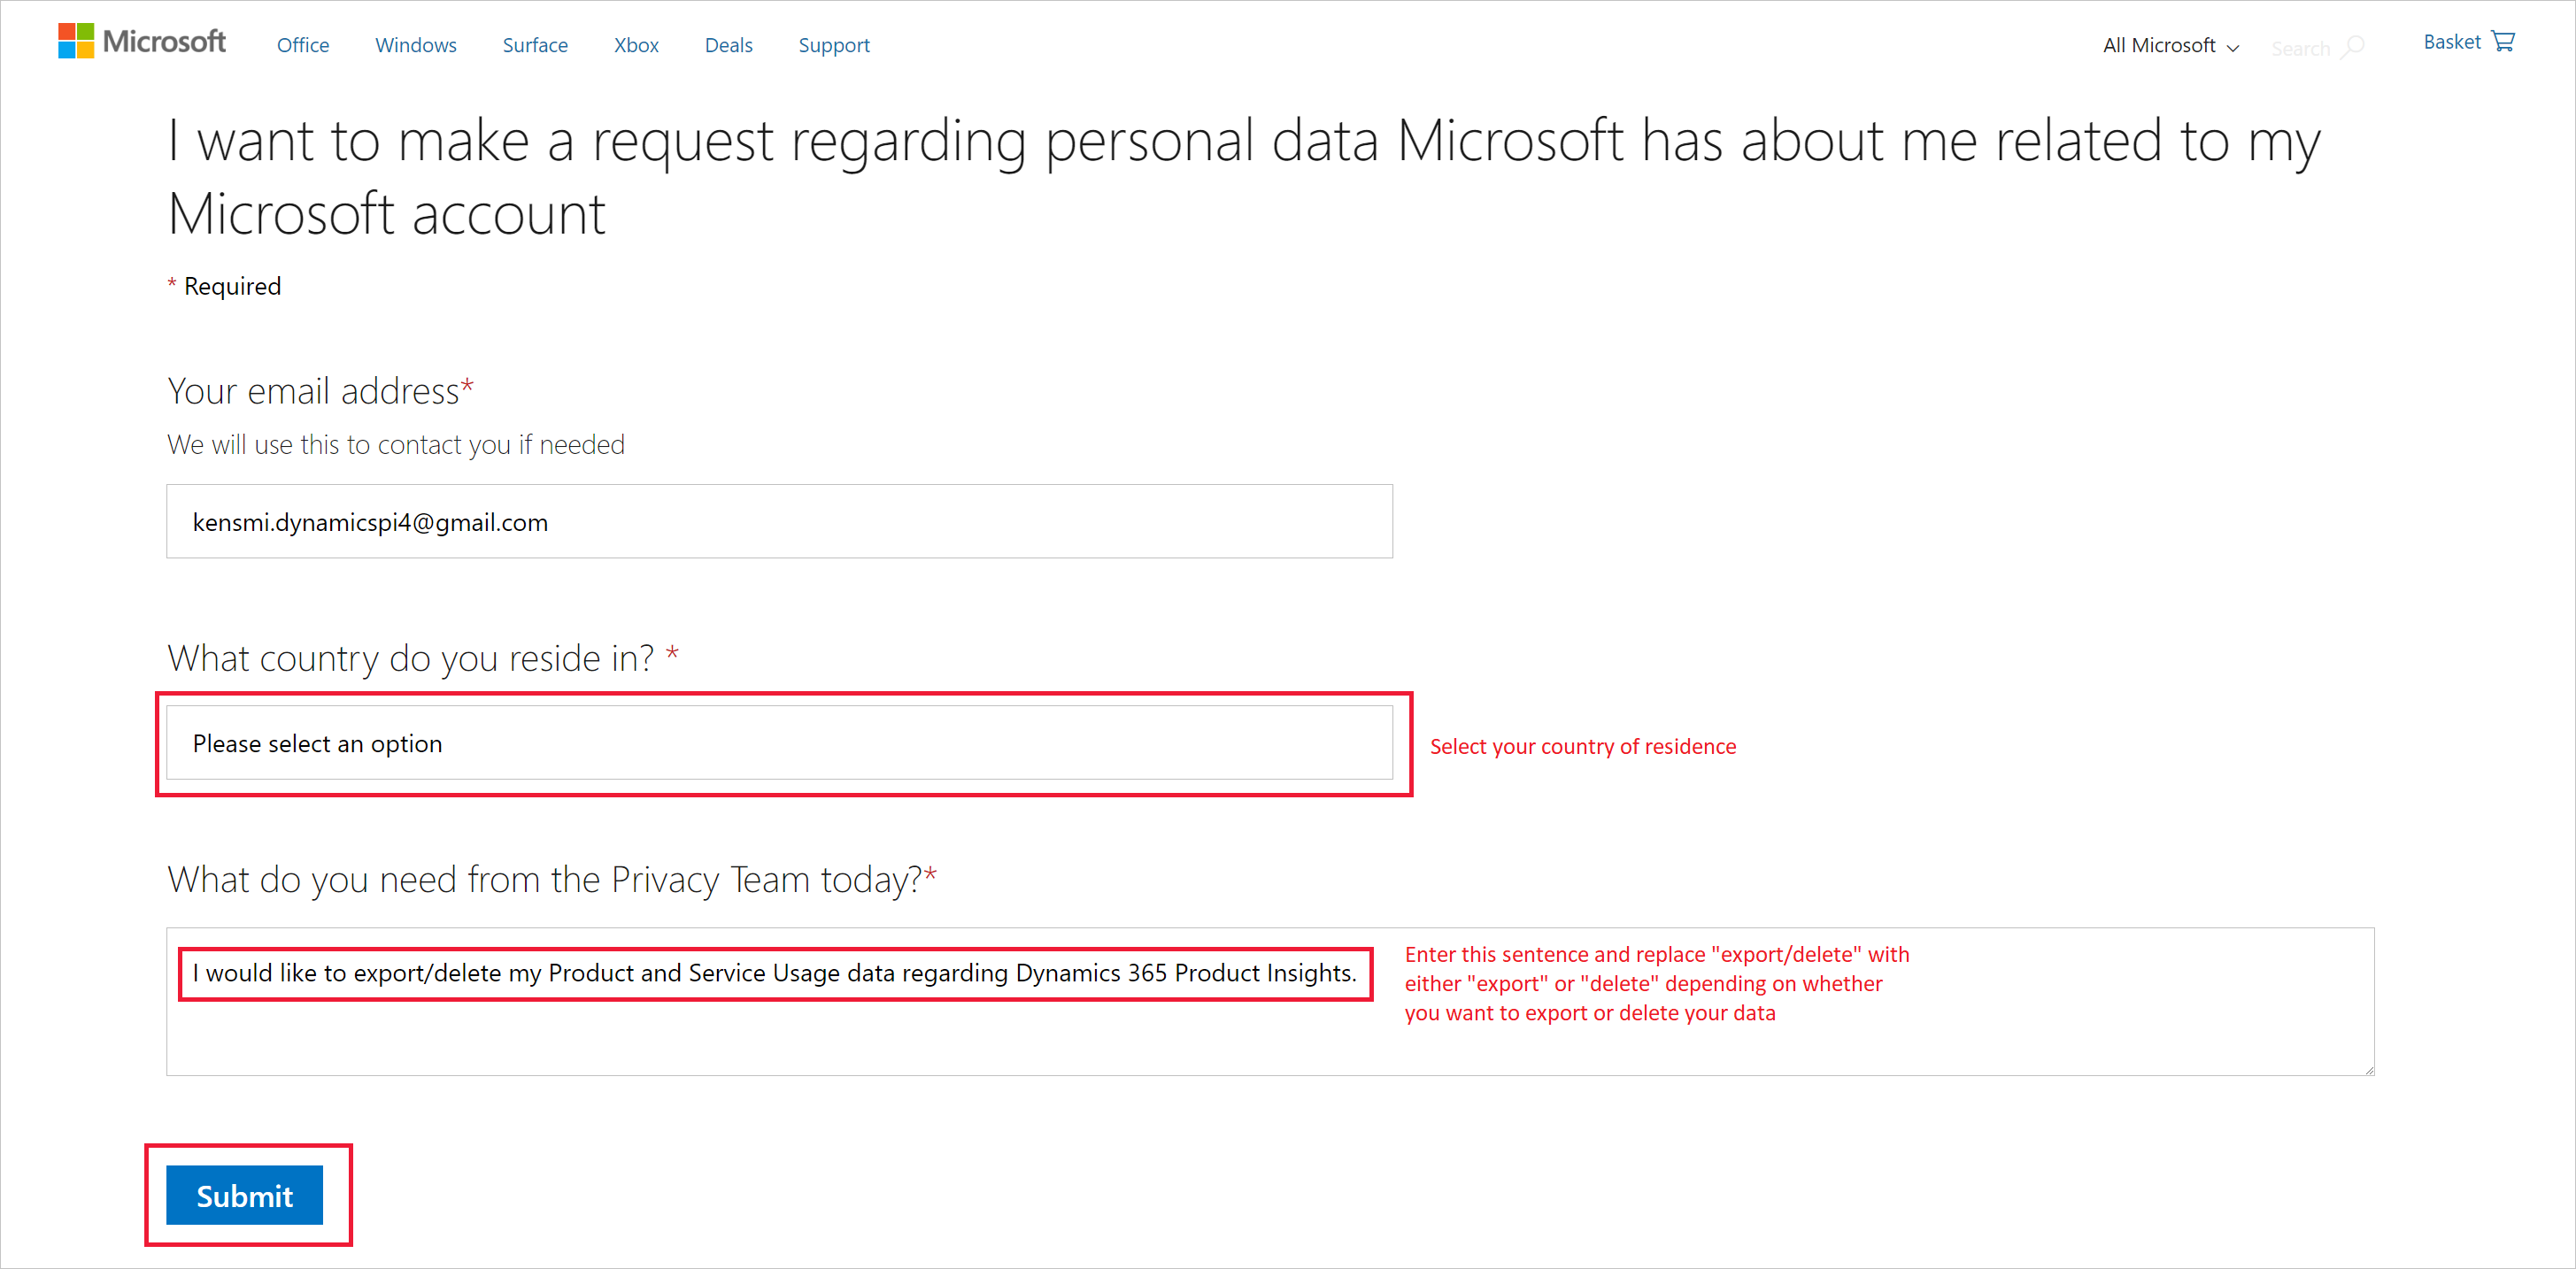 Microsoft Office Windows Surface Xbox Deals Support All Microsoft Search Basket
I want to make a request regarding personal data Microsoft has about me related to my
Microsoft account
* Required
Your email address*
We will use this to contact you if needed
kensmi.dynamicspi4@gmail.com
What country do you reside in? *
Please select an option
Select your country of residence
What do you need from the Privacy Team today?*
I would like to export/delete my Product and Service Usage data regarding Dynamics 365 Product Insights.
Enter this sentence and replace "export/delete" with
either "export" or "delete" depending on whether
you want to export or delete your data
Submit